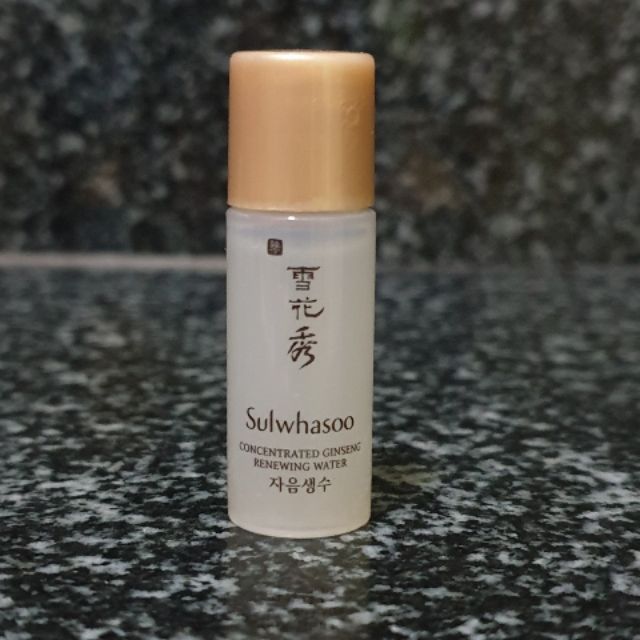 雪
花
秀
Sulwhasoo
CONCENTRATED GINSENG
RENEWING WATER
자음생수